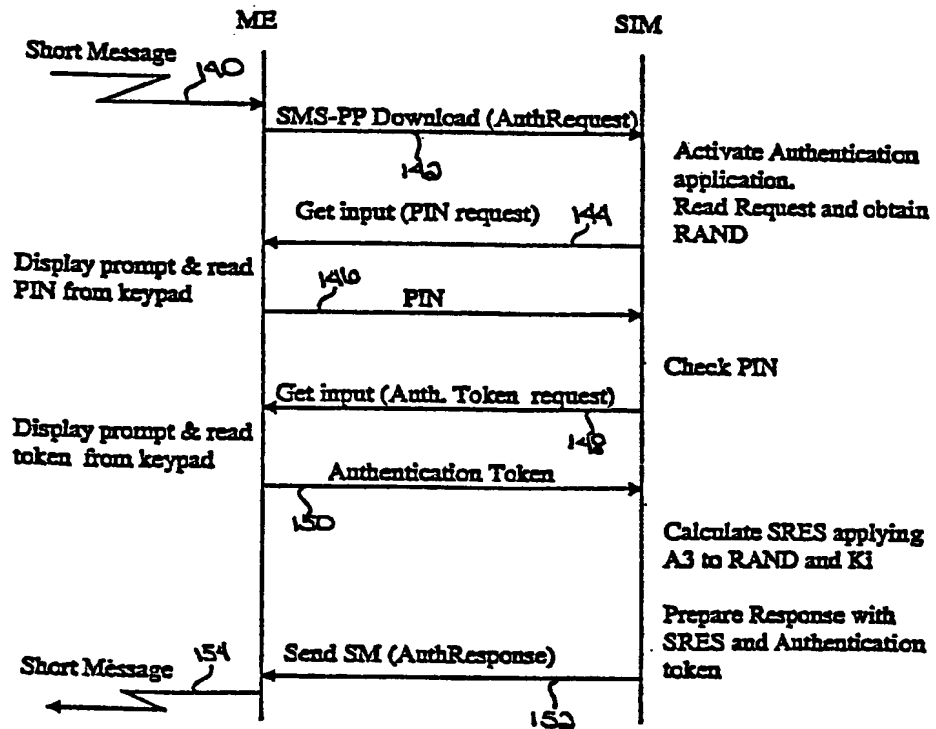 ME
SIM
Short Message
140
SMS-PP Download (AuthRequest)
142
Activate Authentication
application.
Read Request and obtain
RAND
Get input (PIN request)
144
Display prompt & read
PIN from keypad
146
PIN
Check PIN
Get input (Auth. Token request)
148
Display prompt & read
token from keypad
Authentication Token
150
Calculate SRES applying
A3 to RAND and Ki
Prepare Response with
SRES and Authentication
token
Send SM (AuthResponse)
152
Short Message
154